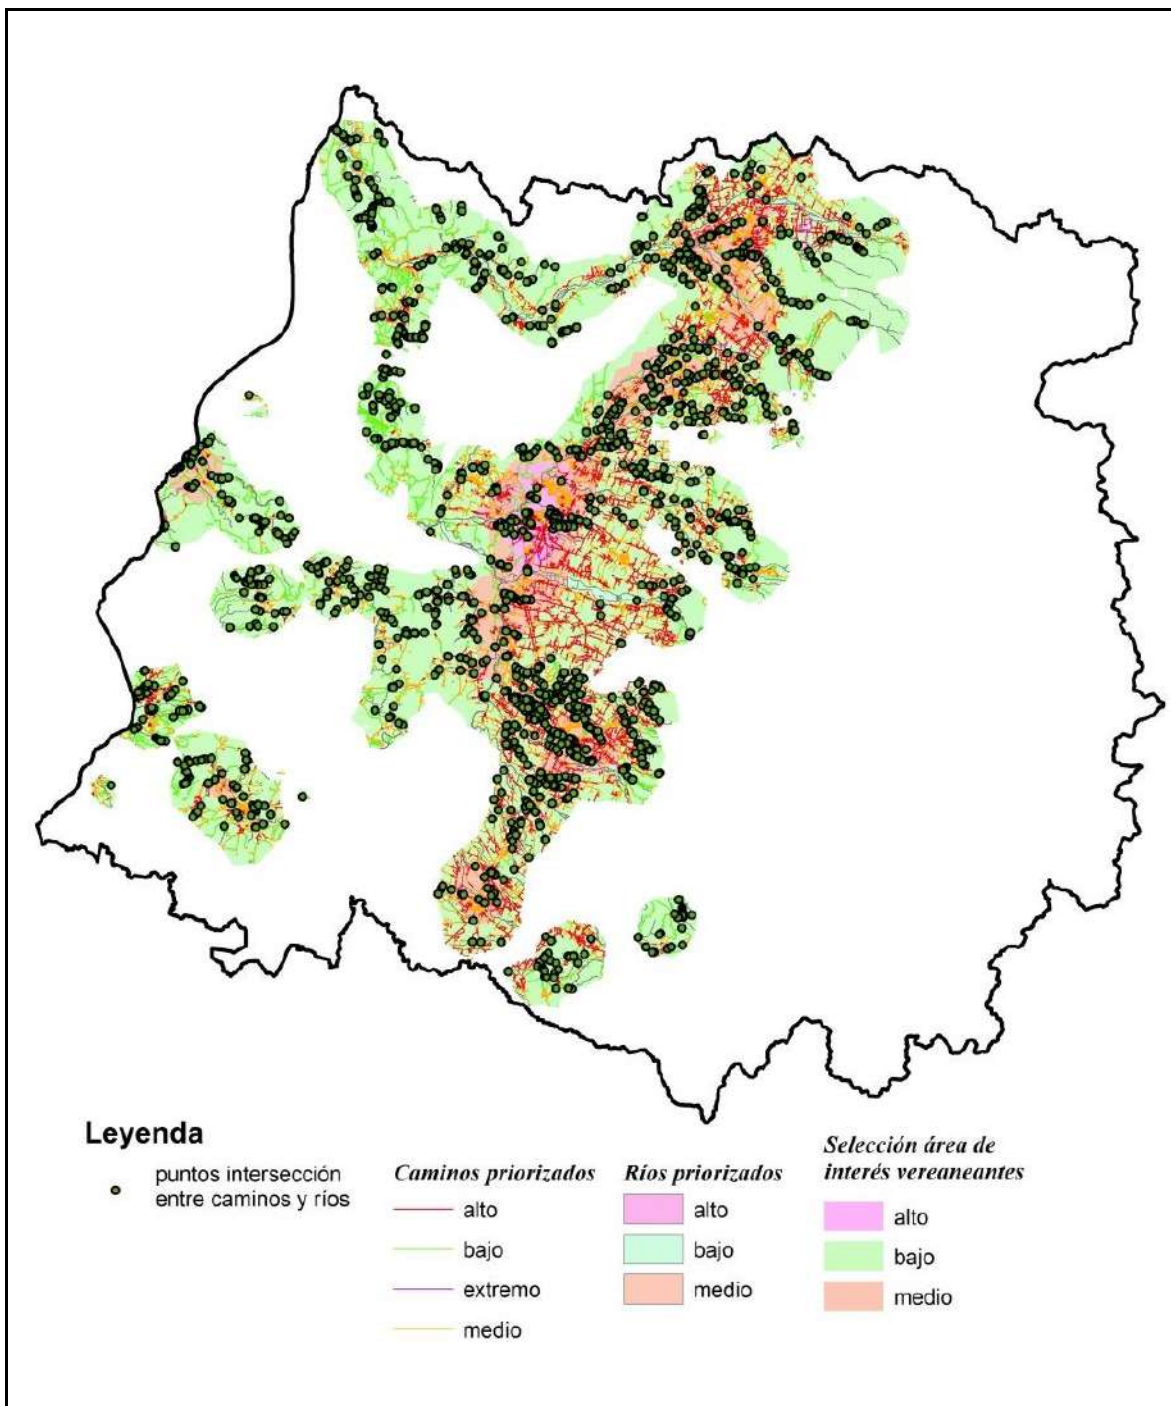 Leyenda
puntos intersección
entre caminos y ríos
Caminos priorizados
alto
bajo
extremo
medio
Ríos priorizados
alto
bajo
medio
Selección área de
interés vereaneantes
alto
bajo
medio